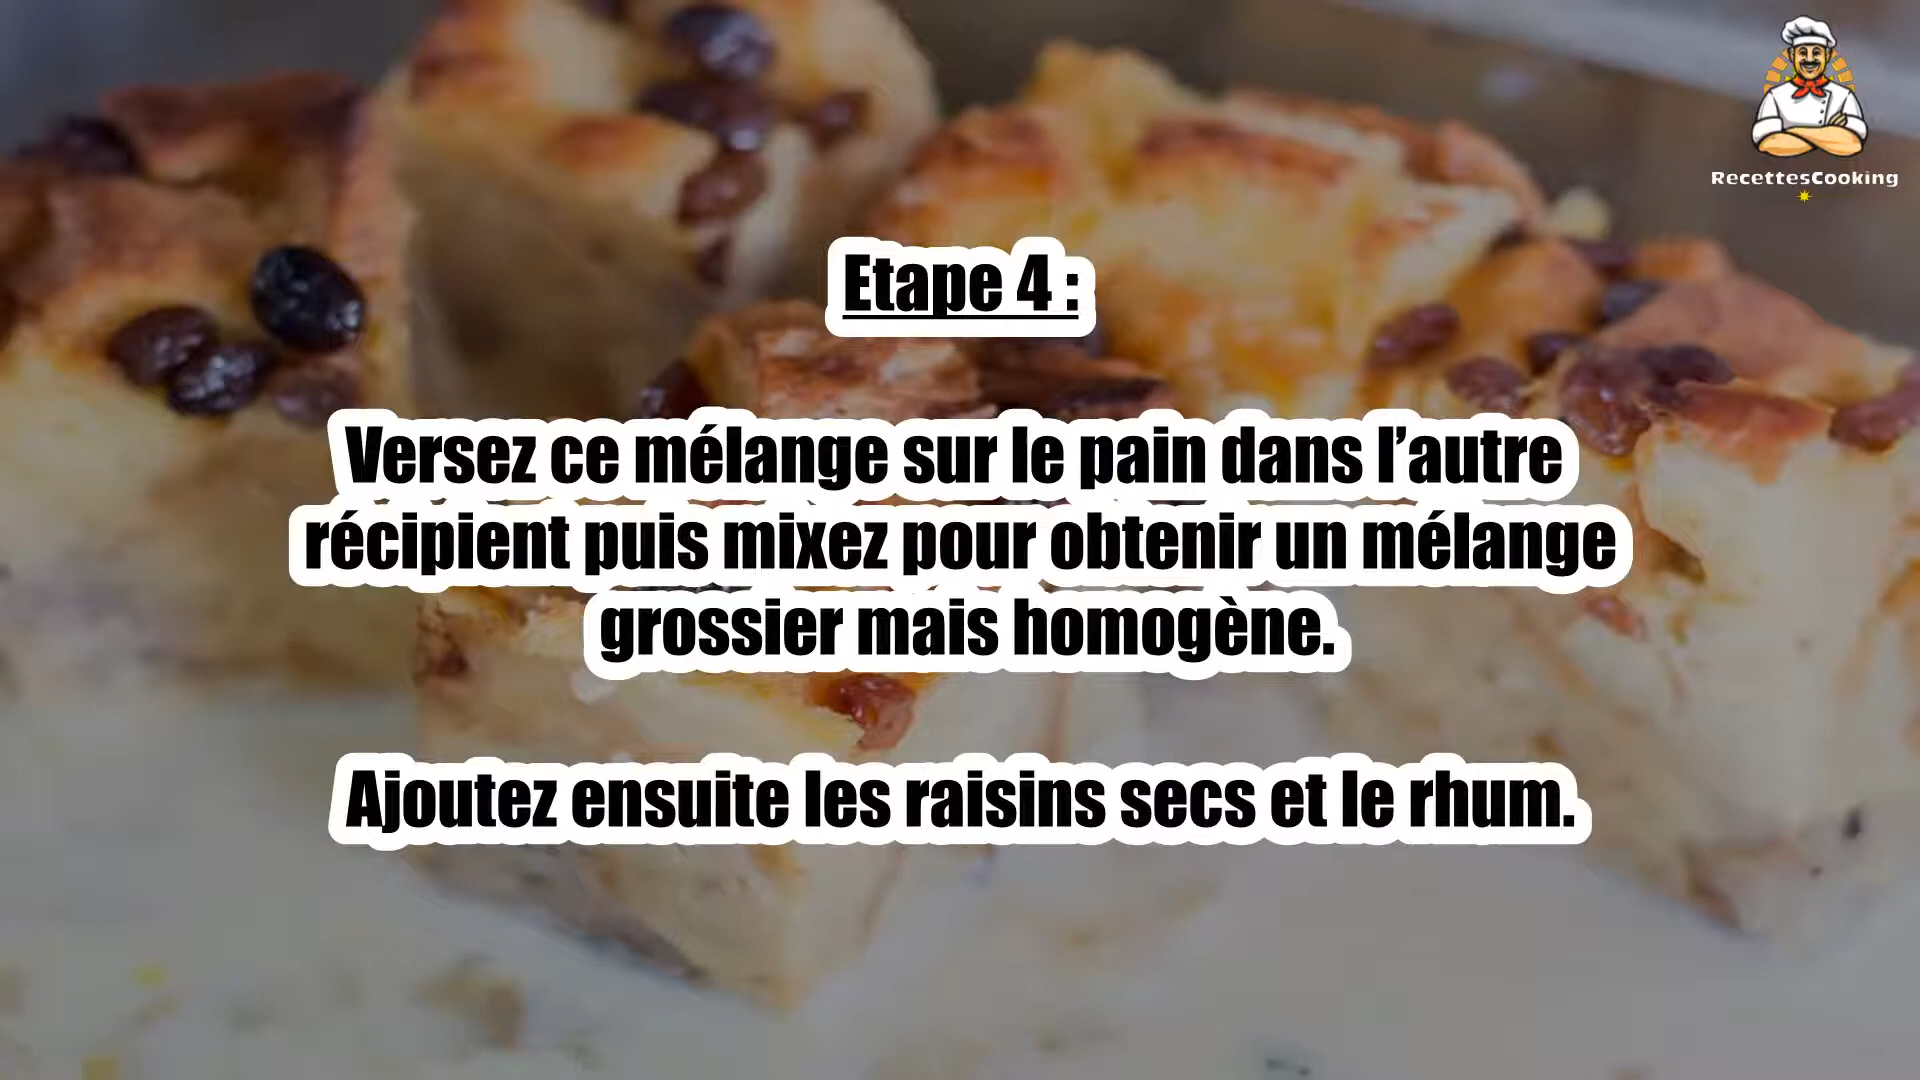 RecettesCooking
Etape 4 :
Versez ce mélange sur le pain dans l’autre
récipient puis mixez pour obtenir un mélange
grossier mais homogène.
Ajoutez ensuite les raisins secs et le rhum.